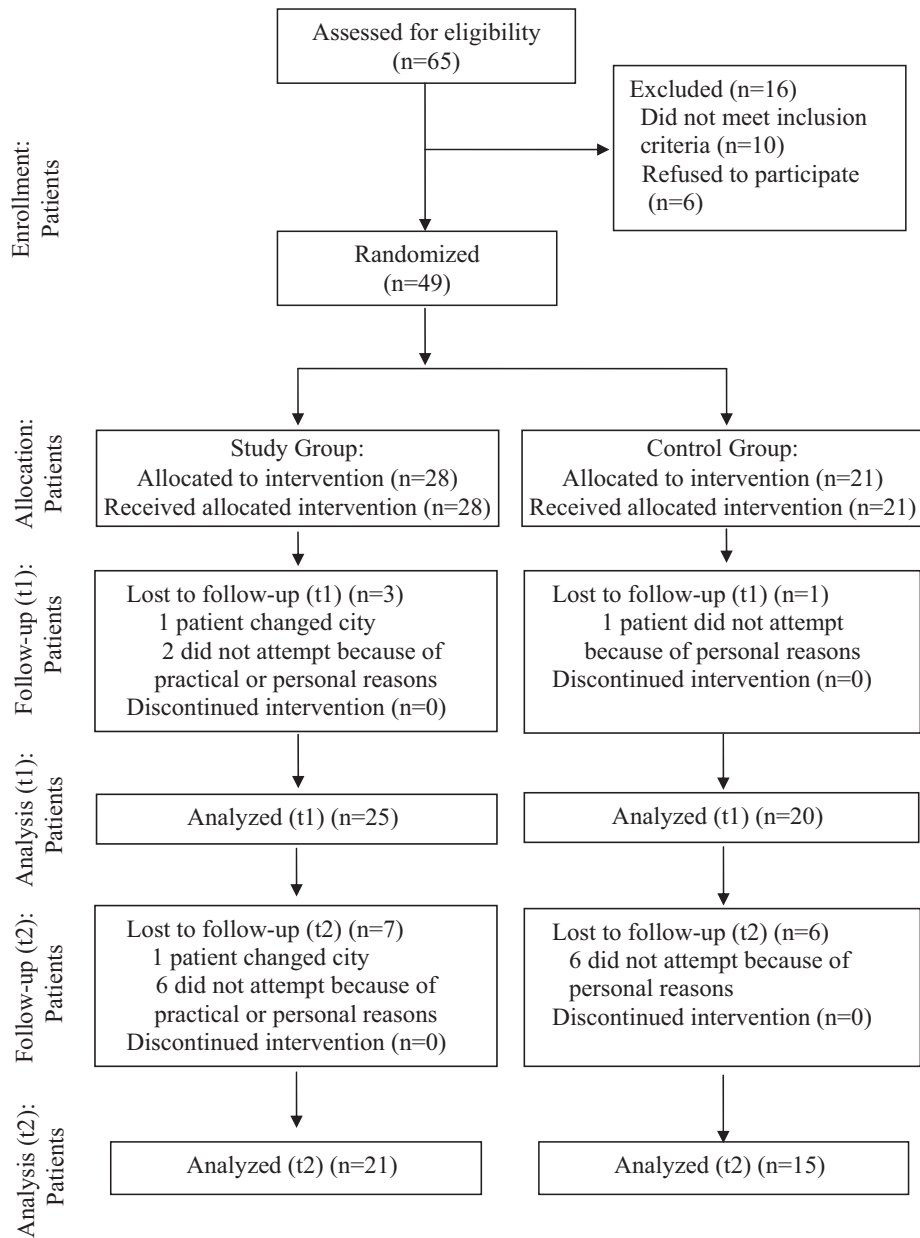 Assessed for eligibility
(n=65)
Excluded (n=16)
Did not meet inclusion
criteria (n=10)
Refused to participate
(n=6)
Enrollment:
Patients
Randomized
(n=49)
Allocation:
Patients
Study Group:
Allocated to intervention (n=28)
Received allocated intervention (n=28)
Control Group:
Allocated to intervention (n=21)
Received allocated intervention (n=21)
Follow-up (t1):
Patients
Lost to follow-up (t1) (n=3)
1 patient changed city
2 did not attempt because of
practical or personal reasons
Discontinued intervention (n=0)
Lost to follow-up (t1) (n=1)
1 patient did not attempt
because of personal reasons
Discontinued intervention (n=0)
Analysis (t1):
Patients
Analyzed (t1) (n=25)
Analyzed (t1) (n=20)
Follow-up (t2):
Patients
Lost to follow-up (t2) (n=7)
1 patient changed city
6 did not attempt because of
practical or personal reasons
Discontinued intervention (n=0)
Lost to follow-up (t2) (n=6)
6 did not attempt because of
personal reasons
Discontinued intervention (n=0)
Analysis (t2):
Patients
Analyzed (t2) (n=21)
Analyzed (t2) (n=15)